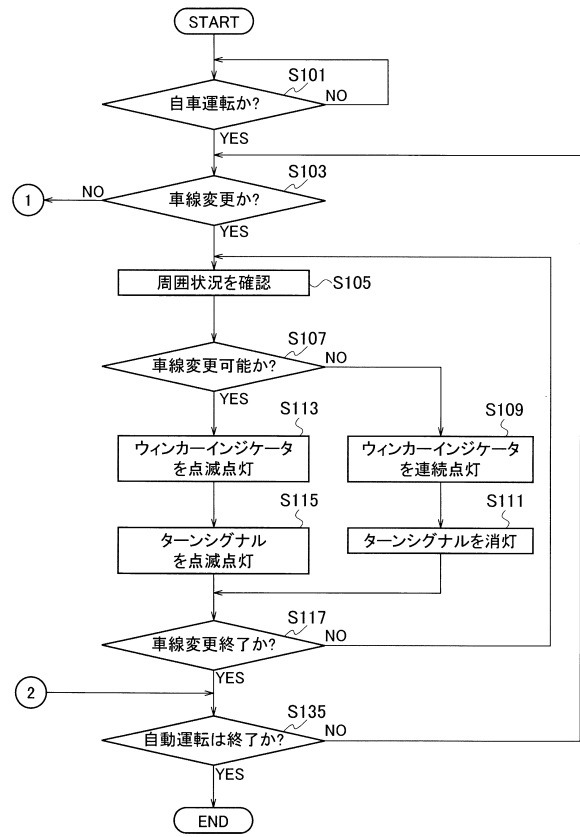 START
S101
自車運転か?
NO
YES
S103
車線変更か?
NO
1
YES
周囲状況を確認
S105
S107
車線変更可能か?
NO
YES
S113
ウィンカーインジケータ
を点滅点灯
S109
ウィンカーインジケータ
を連続点灯
S115
ターンシグナル
を点滅点灯
S111
ターンシグナルを消灯
S117
車線変更終了か?
NO
YES
2
S135
自動運転は終了か?
NO
YES
END